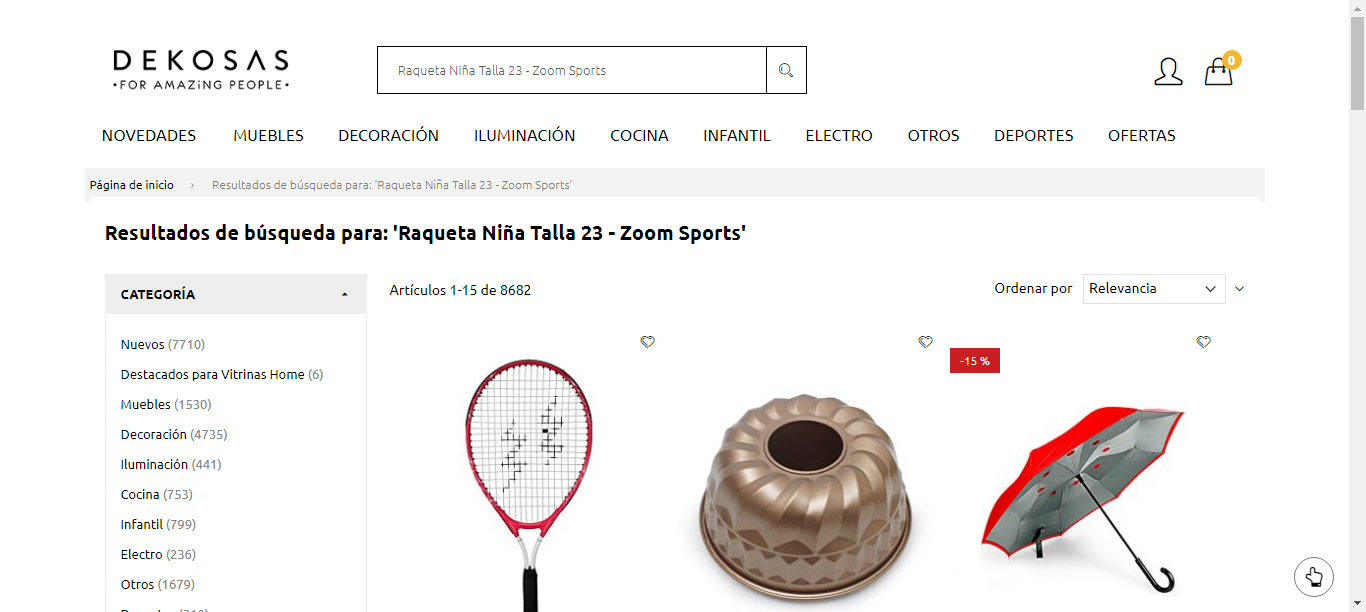 DEKOSAS
•FOR AMAZiNG PEOPLE•
Raqueta Niña Talla 23 - Zoom Sports
0
NOVEDADES MUEBLES DECORACIÓN ILUMINACIÓN COCINA INFANTIL ELECTRO OTROS DEPORTES OFERTAS
Página de inicio › Resultados de búsqueda para: 'Raqueta Niña Talla 23 - Zoom Sports'
Resultados de búsqueda para: 'Raqueta Niña Talla 23 - Zoom Sports'
CATEGORÍA
Artículos 1-15 de 8682
Ordenar por Relevancia
-15 %
Nuevos (7710)
Destacados para Vitrinas Home (6)
Muebles (1530)
Decoración (4735)
Iluminación (441)
Cocina (753)
Infantil (799)
Electro (236)
Otros (1679)